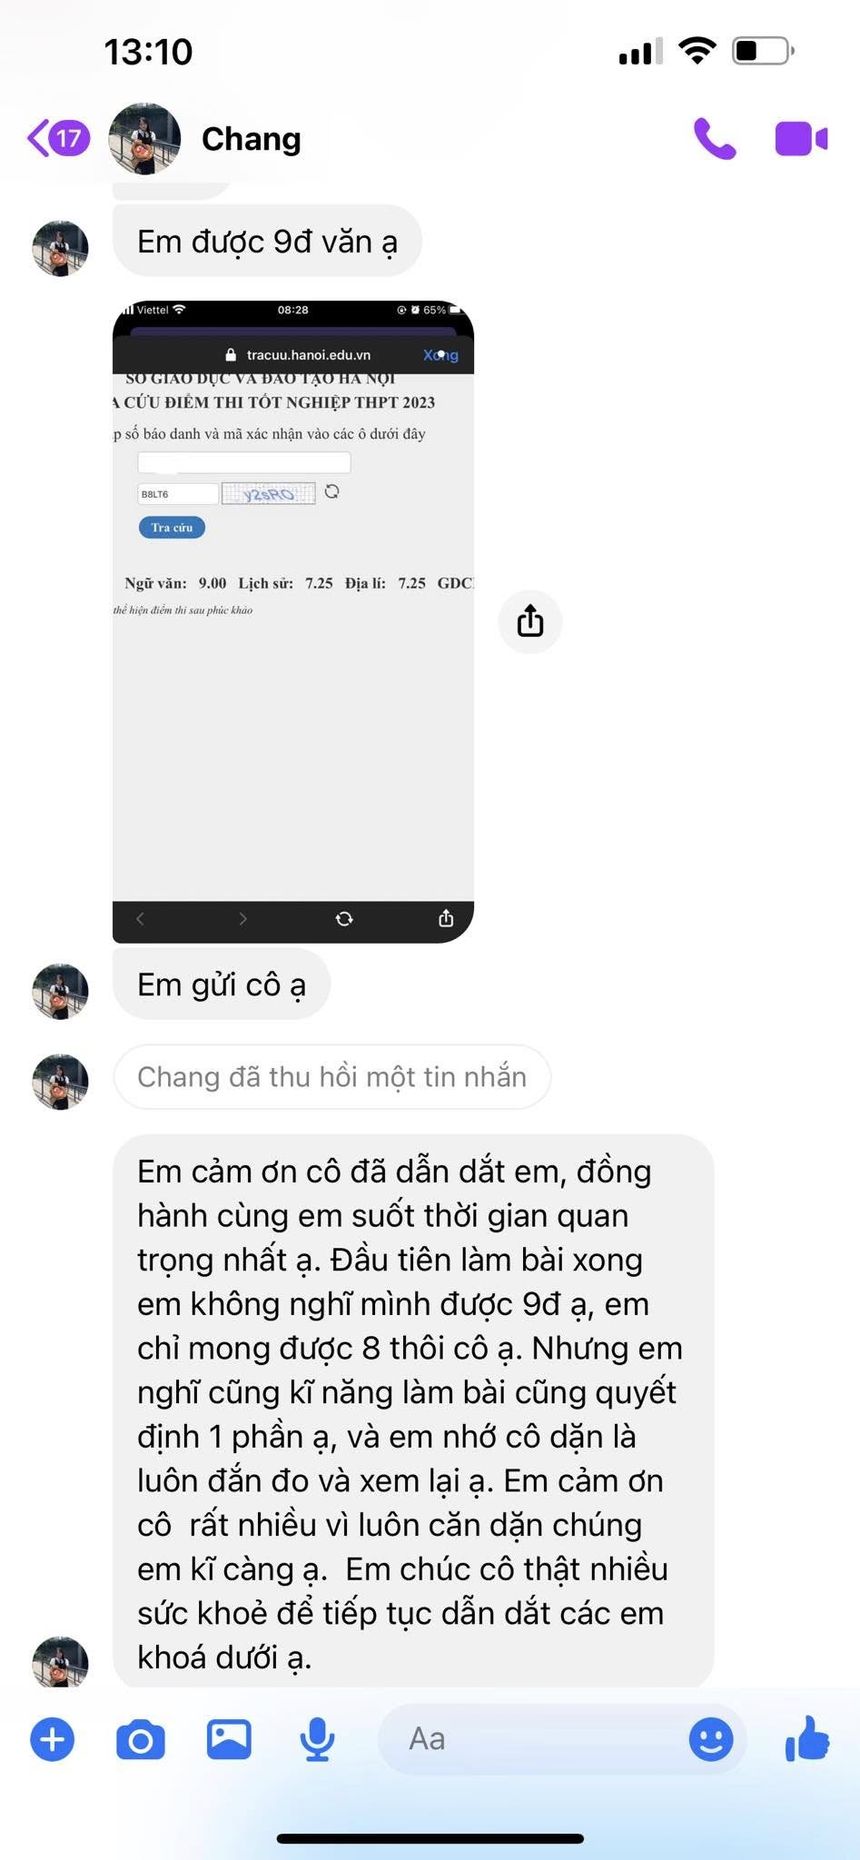 13:10
17
Chang
Em được 9đ văn ạ
Viettel 08:28 65%
tracuu.hanoi.edu.vn Xong
SỞ GIÁO DỤC VÀ ĐÀO TẠO HÀ NỘI
A CỨU ĐIỂM THI TỐT NGHIỆP THPT 2023
p số báo danh và mã xác nhận vào các ô dưới đây
B8LT6 y2sRO
Tra cứu
Ngữ văn: 9.00 Lịch sử: 7.25 Địa lí: 7.25 GDC
thể hiện điểm thi sau phúc khảo
Em gửi cô ạ
Chang đã thu hồi một tin nhắn
Em cảm ơn cô đã dẫn dắt em, đồng
hành cùng em suốt thời gian quan
trọng nhất ạ. Đầu tiên làm bài xong
em không nghĩ mình được 9đ ạ, em
chỉ mong được 8 thôi cô ạ. Nhưng em
nghĩ cũng kĩ năng làm bài cũng quyết
định 1 phần ạ, và em nhớ cô dặn là
luôn đắn đo và xem lại ạ. Em cảm ơn
cô  rất nhiều vì luôn căn dặn chúng
em kĩ càng ạ.  Em chúc cô thật nhiều
sức khoẻ để tiếp tục dẫn dắt các em
khoá dưới ạ.
Aa